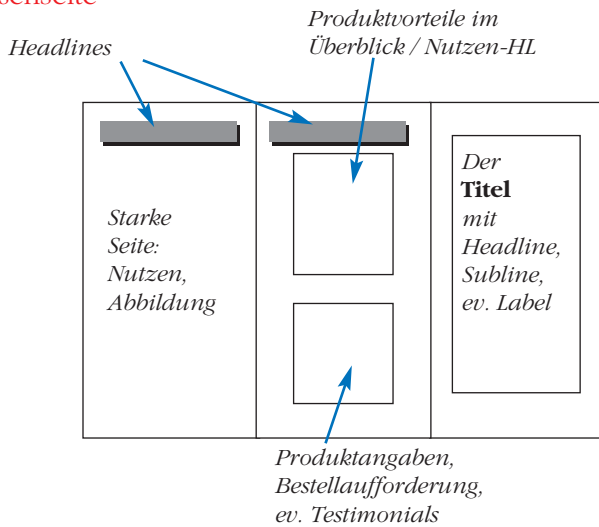 Headlines
Produktvorteile im
Überblick / Nutzen-HL
Starke
Seite:
Nutzen,
Abbildung
Der
Titel
mit
Headline,
Subline,
ev. Label
Produktangaben,
Bestellaufforderung,
ev. Testimonials